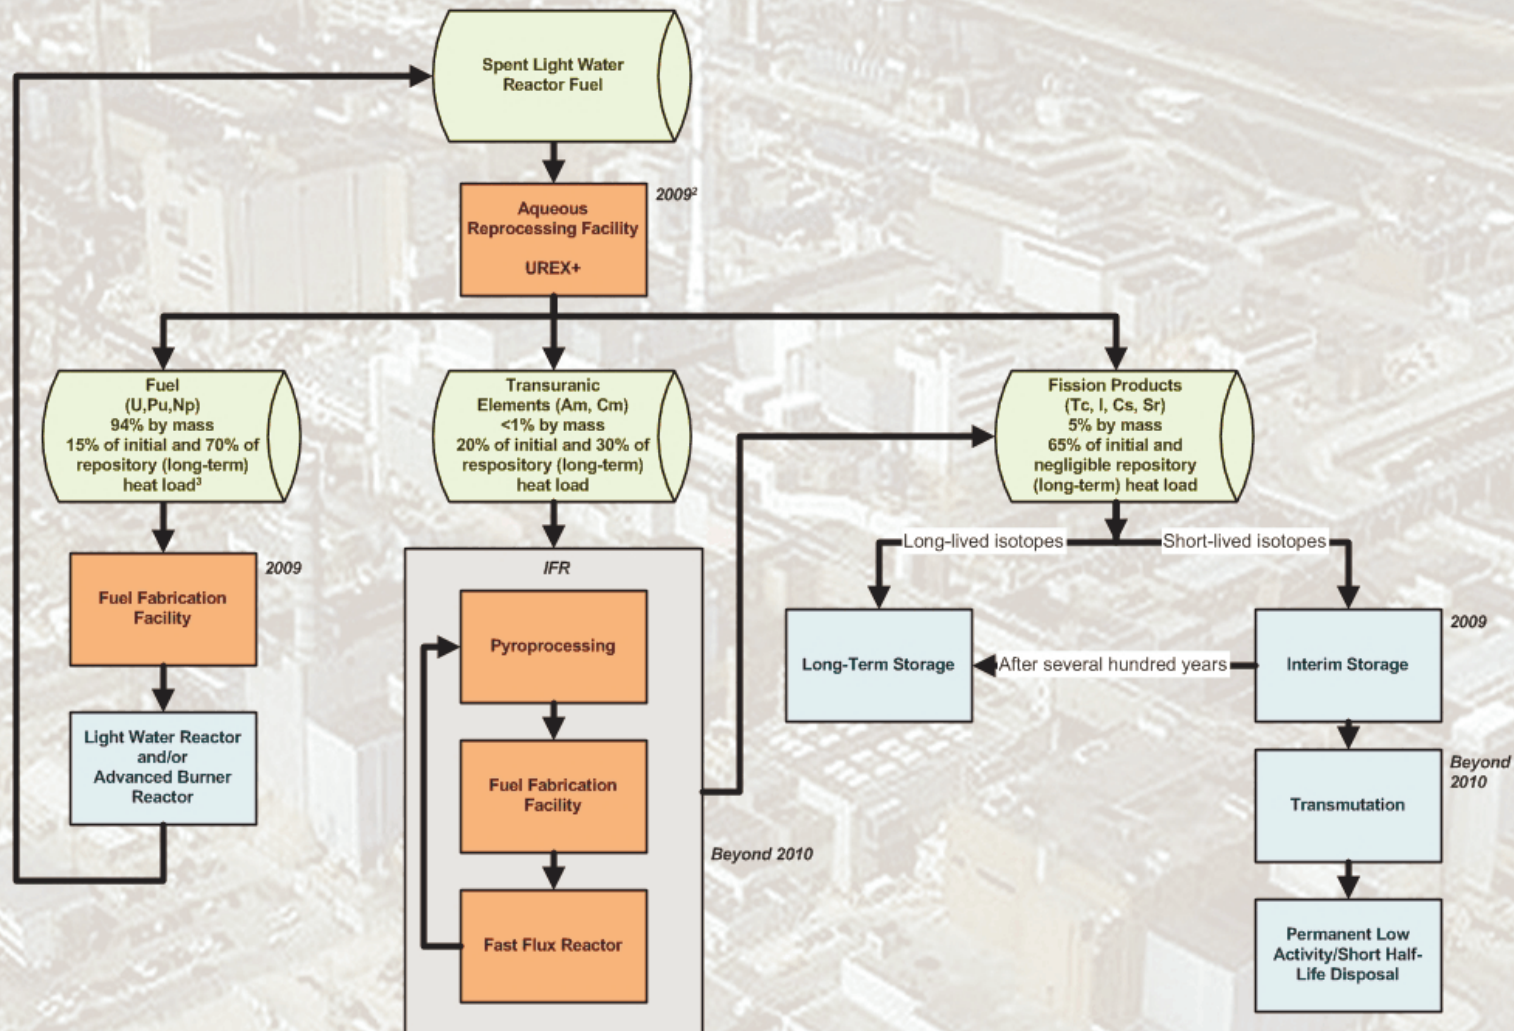 Spent Light Water
Reactor Fuel
2009²
Aqueous
Reprocessing Facility
UREX+
Fuel
(U,Pu,Np)
94% by mass
15% of initial and 70% of
repository (long-term)
heat load³
Transuranic
Elements (Am, Cm)
<1% by mass
20% of initial and 30% of
respository (long-term)
heat load
Fission Products
(Tc, I, Cs, Sr)
5% by mass
65% of initial and
negligible repository
(long-term) heat load
Long-lived isotopes
Short-lived isotopes
2009
Fuel Fabrication
Facility
IFR
Pyroprocessing
Long-Term Storage
After several hundred years
2009
Interim Storage
Light Water Reactor
and/or
Advanced Burner
Reactor
Fuel Fabrication
Facility
Beyond
2010
Transmutation
Beyond 2010
Fast Flux Reactor
Permanent Low
Activity/Short Half-
Life Disposal